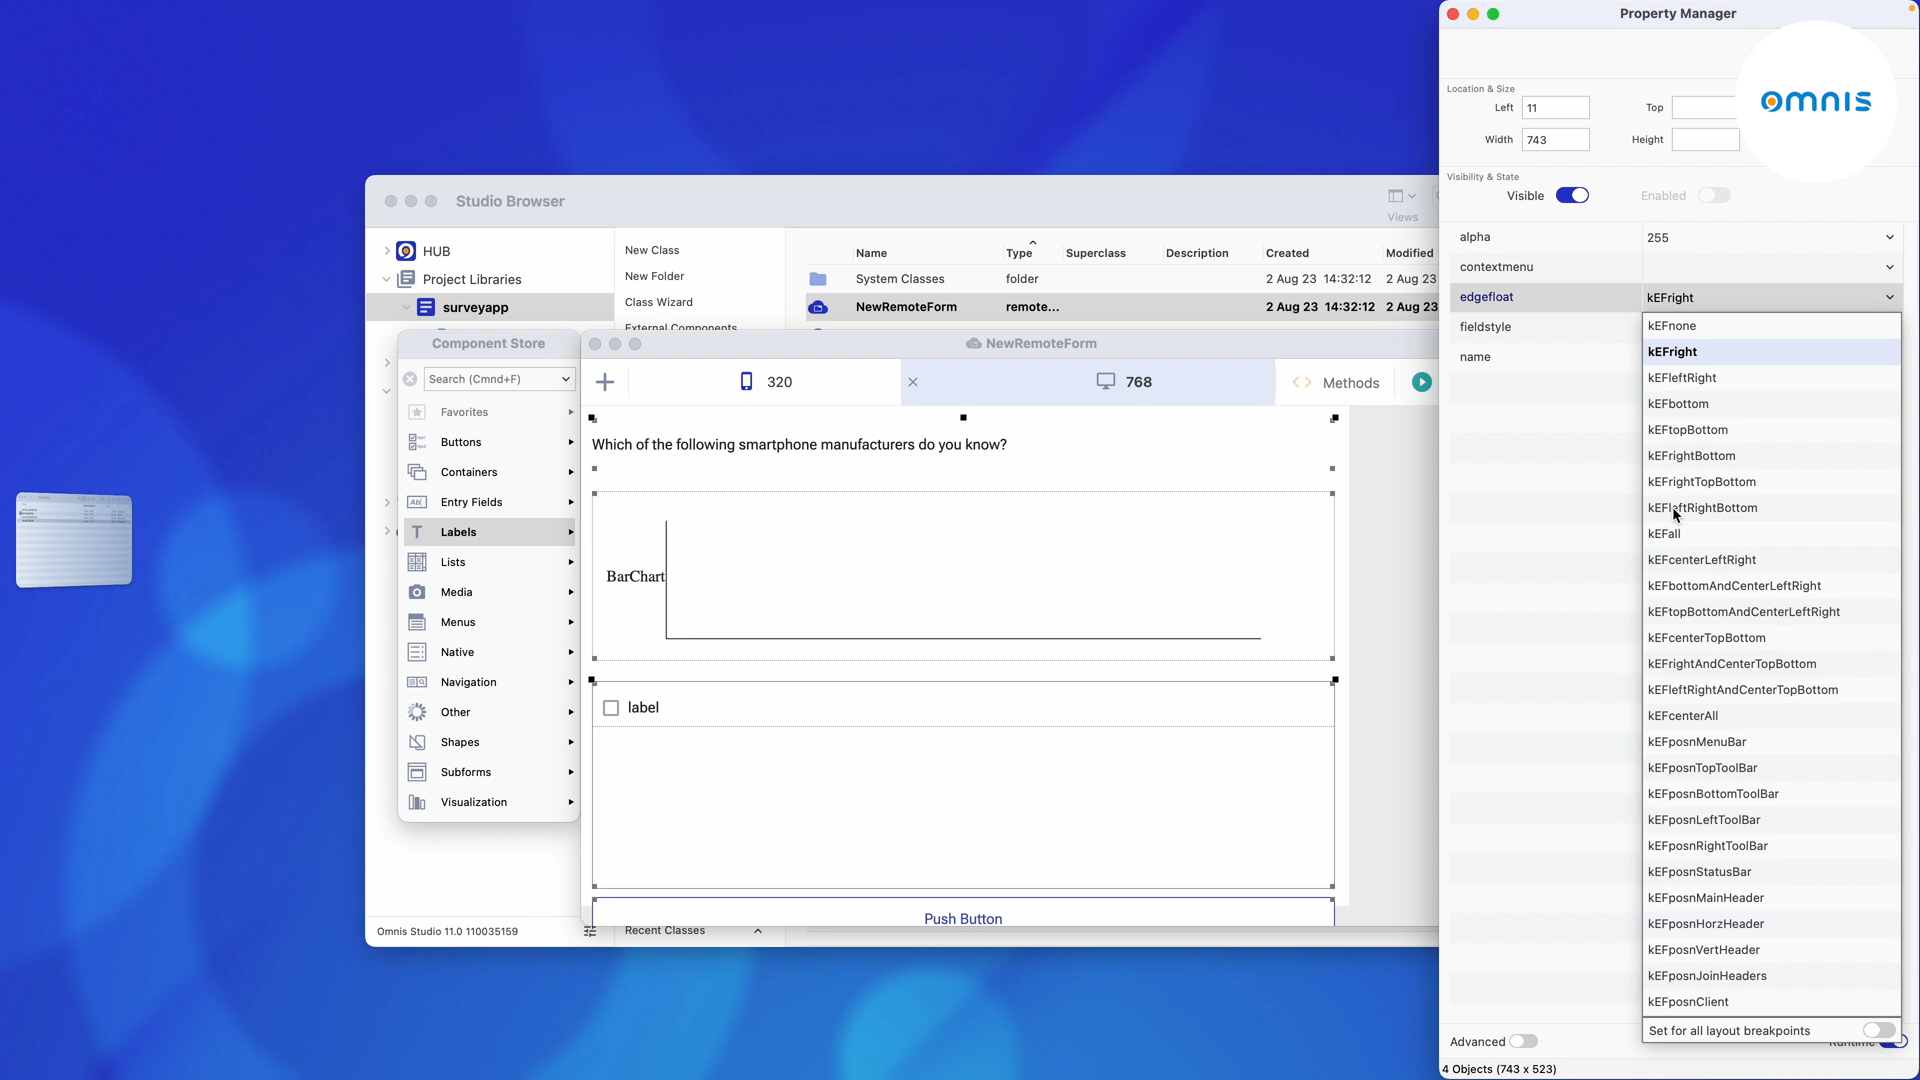 Property Manager
OMNIS
Location & Size
Left 11 Top
Width 743 Height
Visibility & State
Visible Enabled
alpha 255
contextmenu
edgefloat kEFright
fieldstyle
name
kEFnone
kEFright
kEFleftRight
kEFbottom
kEFtopBottom
kEFrightBottom
kEFrightTopBottom
kEFleftRightBottom
kEFall
kEFcenterLeftRight
kEFbottomAndCenterLeftRight
kEFtopBottomAndCenterLeftRight
kEFcenterTopBottom
kEFrightAndCenterTopBottom
kEFleftRightAndCenterTopBottom
kEFcenterAll
kEFposnMenuBar
kEFposnTopToolBar
kEFposnBottomToolBar
kEFposnLeftToolBar
kEFposnRightToolBar
kEFposnStatusBar
kEFposnMainHeader
kEFposnHorzHeader
kEFposnVertHeader
kEFposnJoinHeaders
kEFposnClient
Set for all layout breakpoints
Advanced Runtime
4 Objects (743 x 523)
Studio Browser
Views
HUB
Project Libraries
surveyapp
New Class
New Folder
Class Wizard
External Components
Name Type Superclass Description Created Modified
System Classes folder 2 Aug 23 14:32:12 2 Aug 23
NewRemoteForm remote... 2 Aug 23 14:32:12 2 Aug 23
Component Store
Search (Cmnd+F)
Favorites
Buttons
Containers
Entry Fields
Labels
Lists
Media
Menus
Native
Navigation
Other
Shapes
Subforms
Visualization
NewRemoteForm
320 768 Methods
Which of the following smartphone manufacturers do you know?
BarChart
label
Push Button
Omnis Studio 11.0 110035159
Recent Classes